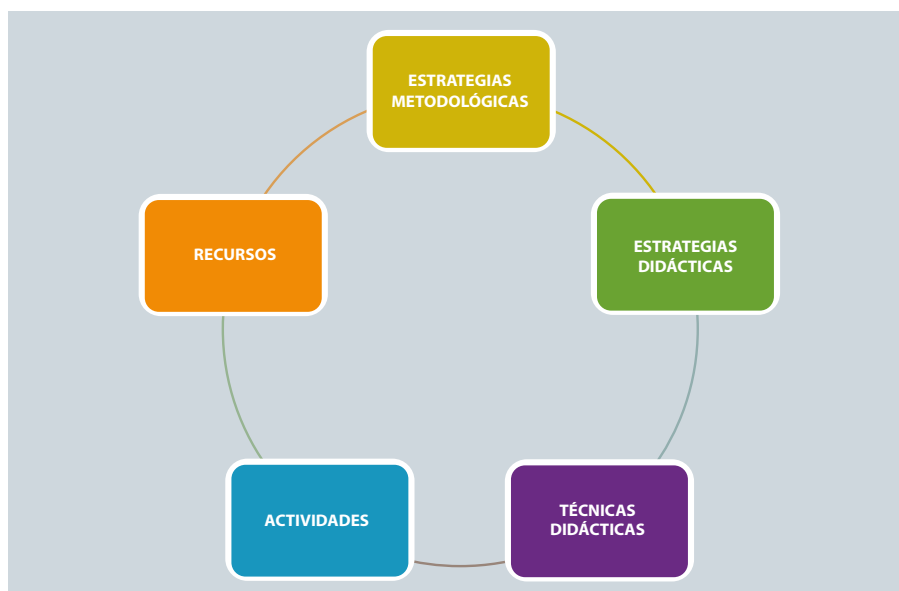 ESTRATEGIAS
METODOLÓGICAS
ESTRATEGIAS
DIDÁCTICAS
TÉCNICAS
DIDÁCTICAS
ACTIVIDADES
RECURSOS